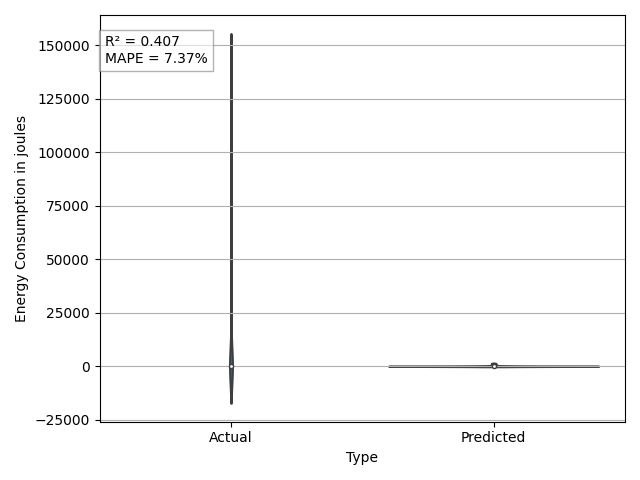 R² = 0.407
MAPE = 7.37%
150000
125000
100000
75000
50000
25000
0
−25000
Energy Consumption in joules
Actual
Predicted
Type